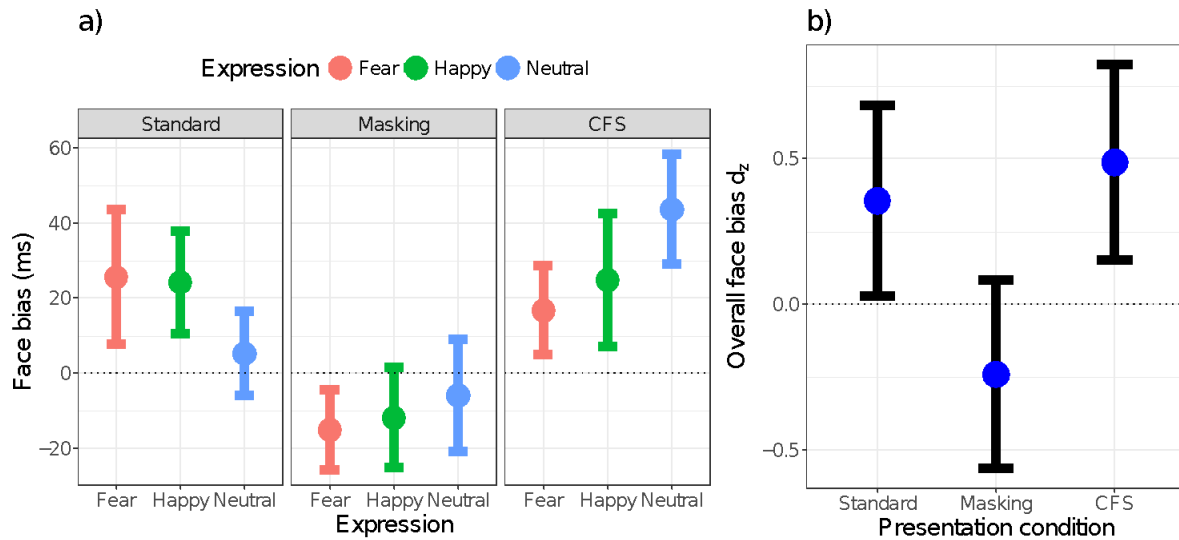 a)
Expression Fear Happy Neutral
Standard Masking CFS
Face bias (ms)
60
40
20
0
−20
Fear Happy Neutral Fear Happy Neutral Fear Happy Neutral
Expression
b)
Overall face bias dz
0.5
0.0
−0.5
Standard Masking CFS
Presentation condition